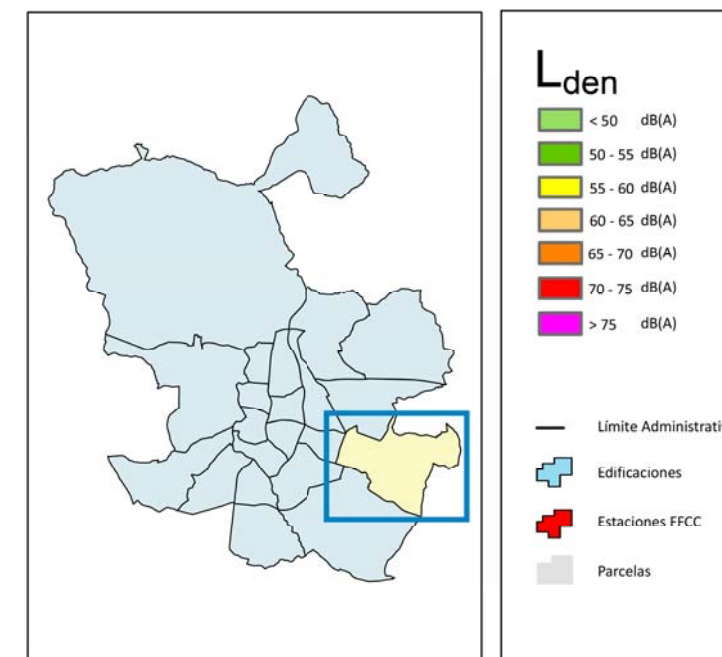 Lden
< 50 dB(A)
50 - 55 dB(A)
55 - 60 dB(A)
60 - 65 dB(A)
65 - 70 dB(A)
70 - 75 dB(A)
> 75 dB(A)
Límite Administrati
Edificaciones
Estaciones FFCC
Parcelas